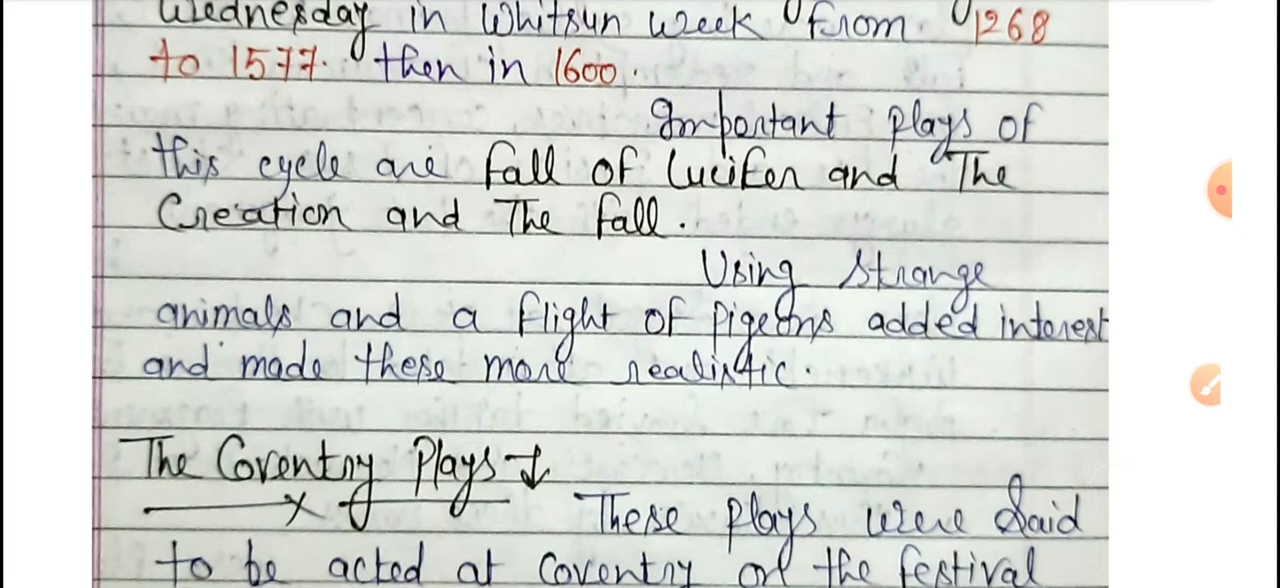 Wednesday in Whitsun week from 1268
to 1577. then in 1600.
Important plays of
this cycle are Fall of Lucifer and The
Creation and The Fall.
Using strange
animals and a flight of pigeons added interest
and made these more realistic.
The Coventry Plays
These plays were said
to be acted at Coventry on the festival